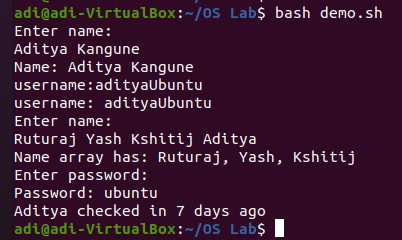 adi@adi-VirtualBox:~/OS Lab$ bash demo.sh
Enter name:
Aditya Kangune
Name: Aditya Kangune
username:adityaUbuntu
username: adityaUbuntu
Enter name:
Ruturaj Yash Kshitij Aditya
Name array has: Ruturaj, Yash, Kshitij
Enter password:
Password: ubuntu
Aditya checked in 7 days ago
adi@adi-VirtualBox:~/OS Lab$